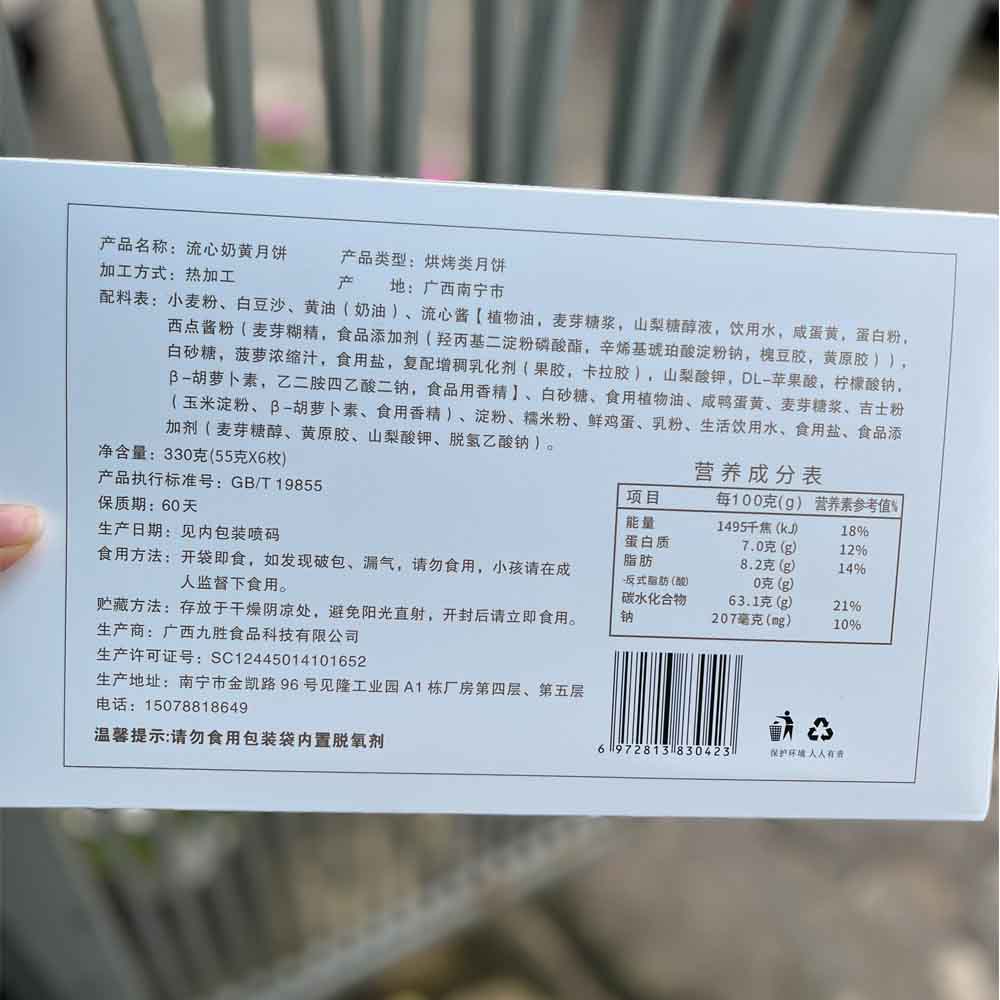 产品名称：流心奶黄月饼 产品类型：烘烤类月饼
加工方式：热加工 产 地：广西南宁市
配料表：小麦粉、白豆沙、黄油（奶油）、流心酱【植物油，麦芽糖浆，山梨糖醇液，饮用水，咸蛋黄，蛋白粉，
西点酱粉（麦芽糊精，食品添加剂（羟丙基二淀粉磷酸酯，辛烯基琥珀酸淀粉钠，槐豆胶，黄原胶）），
白砂糖，菠萝浓缩汁，食用盐，复配增稠乳化剂（果胶，卡拉胶），山梨酸钾，DL-苹果酸，柠檬酸钠，
β-胡萝卜素，乙二胺四乙酸二钠，食品用香精】、白砂糖、食用植物油、咸鸭蛋黄、麦芽糖浆、吉士粉
（玉米淀粉、β-胡萝卜素、食用香精）、淀粉、糯米粉、鲜鸡蛋、乳粉、生活饮用水、食用盐、食品添
加剂（麦芽糖醇、黄原胶、山梨酸钾、脱氢乙酸钠）。
净含量：330克(55克X6枚)
产品执行标准号：GB/T 19855
保质期：60天
生产日期：见内包装喷码
食用方法：开袋即食，如发现破包、漏气，请勿食用，小孩请在成
人监督下食用。
贮藏方法：存放于干燥阴凉处，避免阳光直射，开封后请立即食用。
生产商：广西九胜食品科技有限公司
生产许可证号：SC12445014101652
生产地址：南宁市金凯路96号见隆工业园A1栋厂房第四层、第五层
电话：15078818649
温馨提示:请勿食用包装袋内置脱氧剂
营养成分表
项目 每100克(g) 营养素参考值%
能量 1495千焦(kJ) 18%
蛋白质 7.0克(g) 12%
脂肪 8.2克(g) 14%
-反式脂肪(酸) 0克(g)
碳水化合物 63.1克(g) 21%
钠 207毫克(mg) 10%
6 972813 830423
保护环境 人人有责